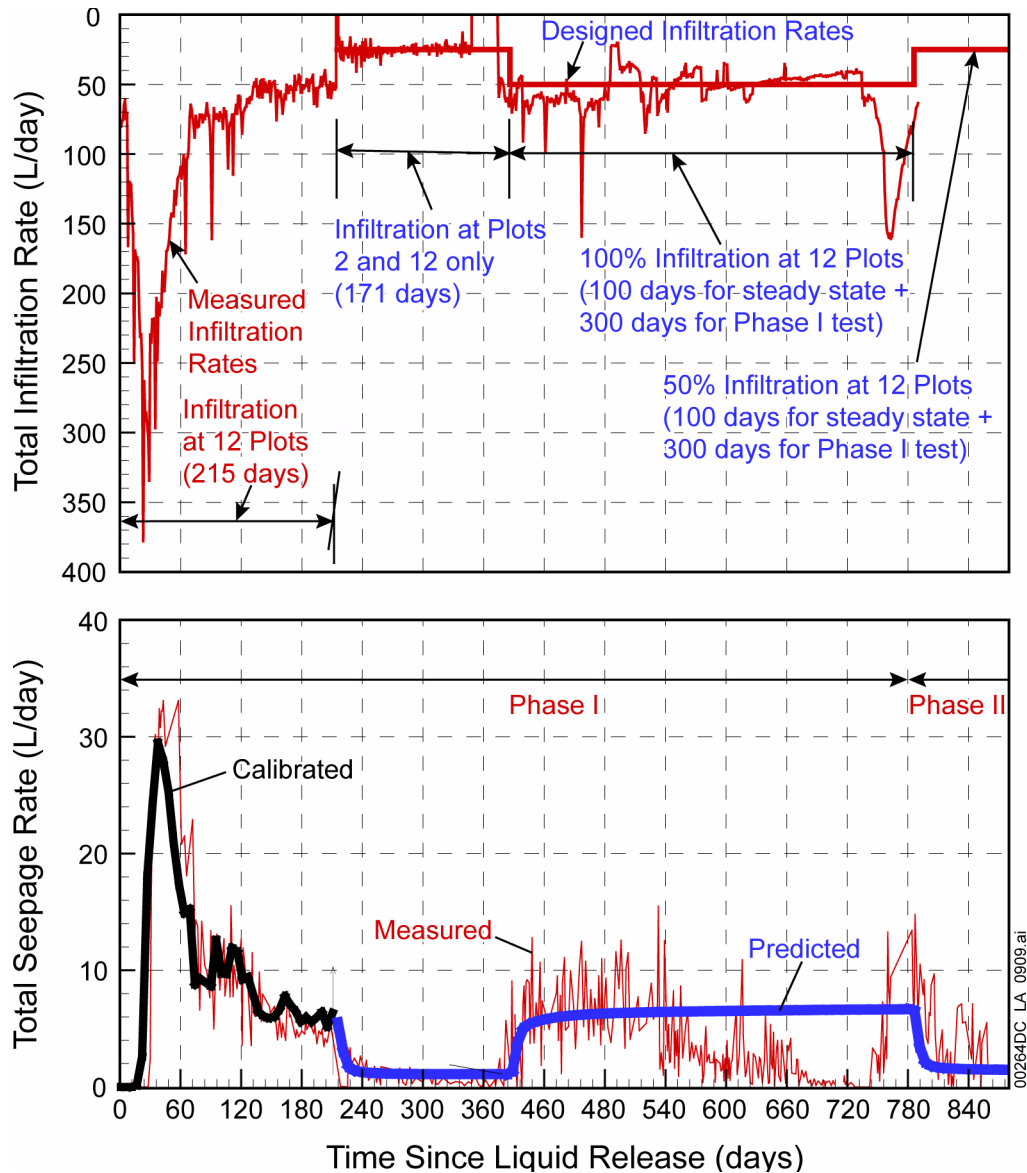 Total Infiltration Rate (L/day)
0
50
100
150
200
250
300
350
400
Designed Infiltration Rates
Measured
Infiltration
Rates
Infiltration
at 12 Plots
(215 days)
Infiltration at Plots
2 and 12 only
(171 days)
100% Infiltration at 12 Plots
(100 days for steady state +
300 days for Phase I test)
50% Infiltration at 12 Plots
(100 days for steady state +
300 days for Phase I test)
Total Seepage Rate (L/day)
40
30
20
10
0
Phase I
Phase II
Calibrated
Measured
Predicted
0 60 120 180 240 300 360 460 540 600 660 720 780 840
Time Since Liquid Release (days)
00264DC_LA_0909.ai